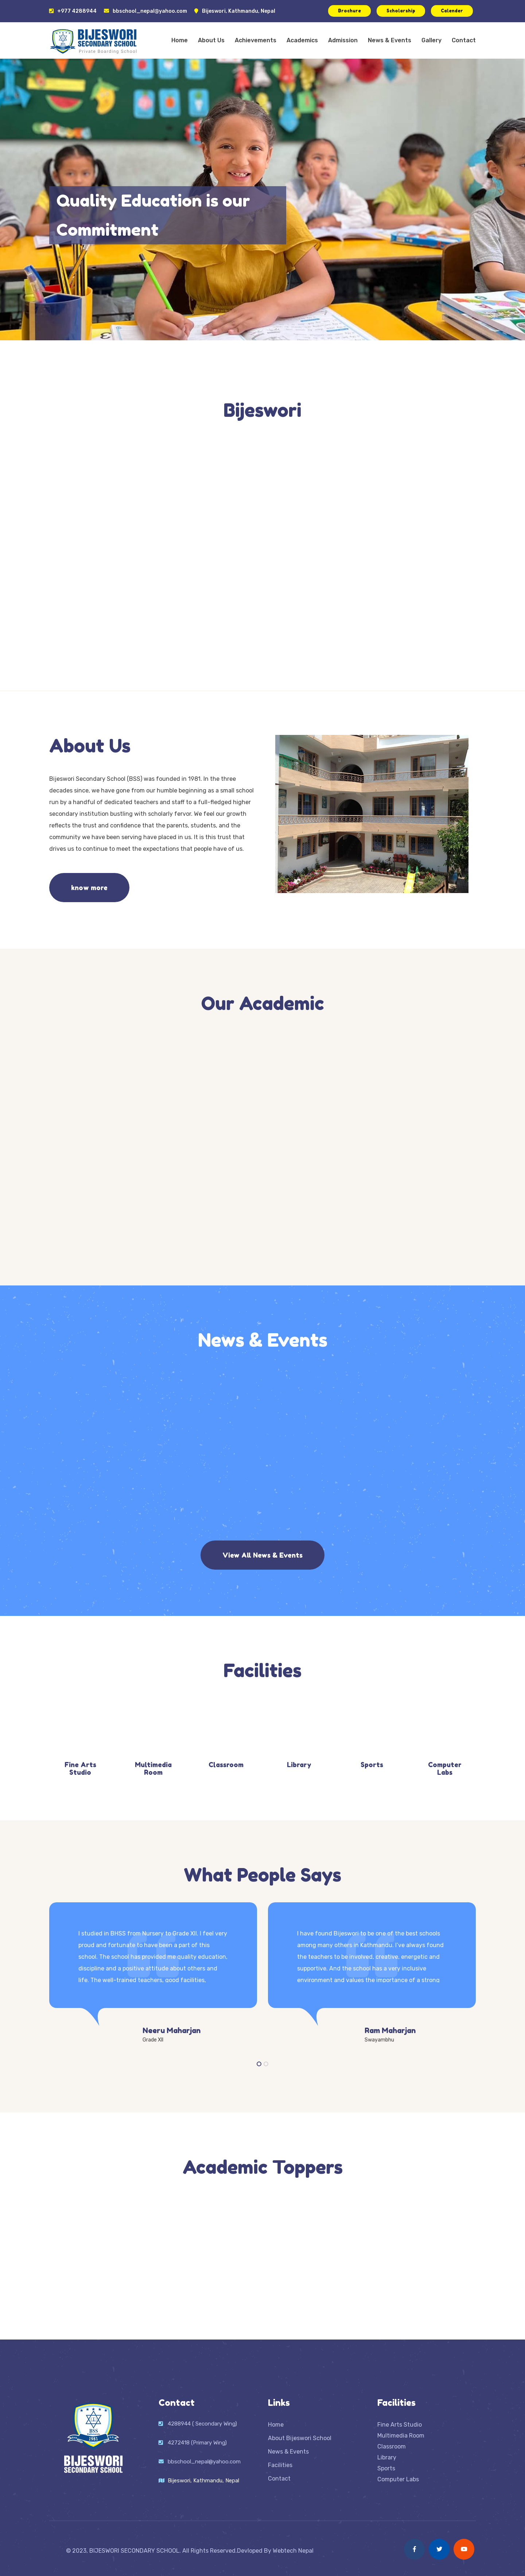 +977 4288944 bbschool_nepal@yahoo.com Bijeswori, Kathmandu, Nepal Brochure Scholarship Calender
BIJESWORI
SECONDARY SCHOOL
Private Boarding School
Home About Us Achievements Academics Admission News & Events Gallery Contact
Quality Education is our
Commitment
Bijeswori
About Us
Bijeswori Secondary School (BSS) was founded in 1981. In the three
decades since, we have gone from our humble beginning as a small school
run by a handful of dedicated teachers and staff to a full-fledged higher
secondary institution bustling with scholarly fervor. We feel our growth
reflects the trust and confidence that the parents, students, and the
community we have been serving have placed in us. It is this trust that
drives us to continue to meet the expectations that people have of us.
know more
Our Academic
News & Events
View All News & Events
Facilities
Fine Arts
Studio
Multimedia
Room
Classroom
Library
Sports
Computer
Labs
What People Says
I studied in BHSS from Nursery to Grade XII. I feel very
proud and fortunate to have been a part of this
school. The school has provided me quality education,
discipline and a positive attitude about others and
life. The well-trained teachers, good facilities,
Neeru Maharjan
Grade XII
I have found Bijeswori to be one of the best schools
among many others in Kathmandu. I've always found
the teachers to be involved, creative, energetic and
supportive. And the school has a very inclusive
environment and values the importance of a strong
Ram Maharjan
Swayambhu
Academic Toppers
BSS
1981
BIJESWORI
SECONDARY SCHOOL
Contact
4288944 ( Secondary Wing)
4272418 (Primary Wing)
bbschool_nepal@yahoo.com
Bijeswori, Kathmandu, Nepal
Links
Home
About Bijeswori School
News & Events
Facilities
Contact
Facilities
Fine Arts Studio
Multimedia Room
Classroom
Library
Sports
Computer Labs
© 2023, BIJESWORI SECONDARY SCHOOL. All Rights Reserved.Devloped By Webtech Nepal